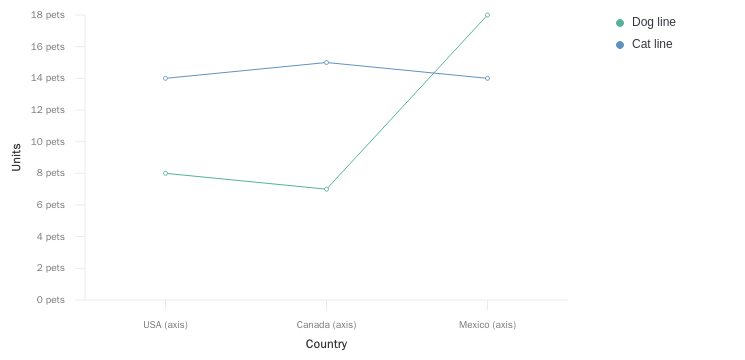 18 pets
16 pets
14 pets
12 pets
10 pets
8 pets
6 pets
4 pets
2 pets
0 pets
Units
USA (axis)
Canada (axis)
Mexico (axis)
Country
Dog line
Cat line